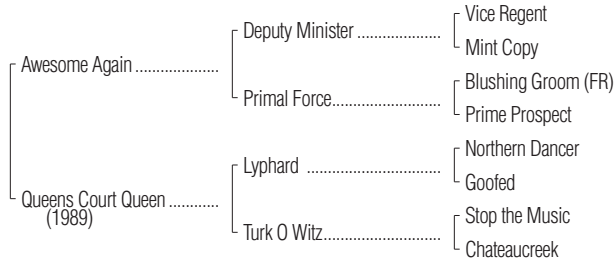 Vice Regent
Deputy Minister ....................
Mint Copy
Awesome Again ....................
Blushing Groom (FR)
Primal Force..........................
Prime Prospect
Northern Dancer
Lyphard ................................
Goofed
Queens Court Queen ............
(1989)
Stop the Music
Turk O Witz............................
Chateaucreek